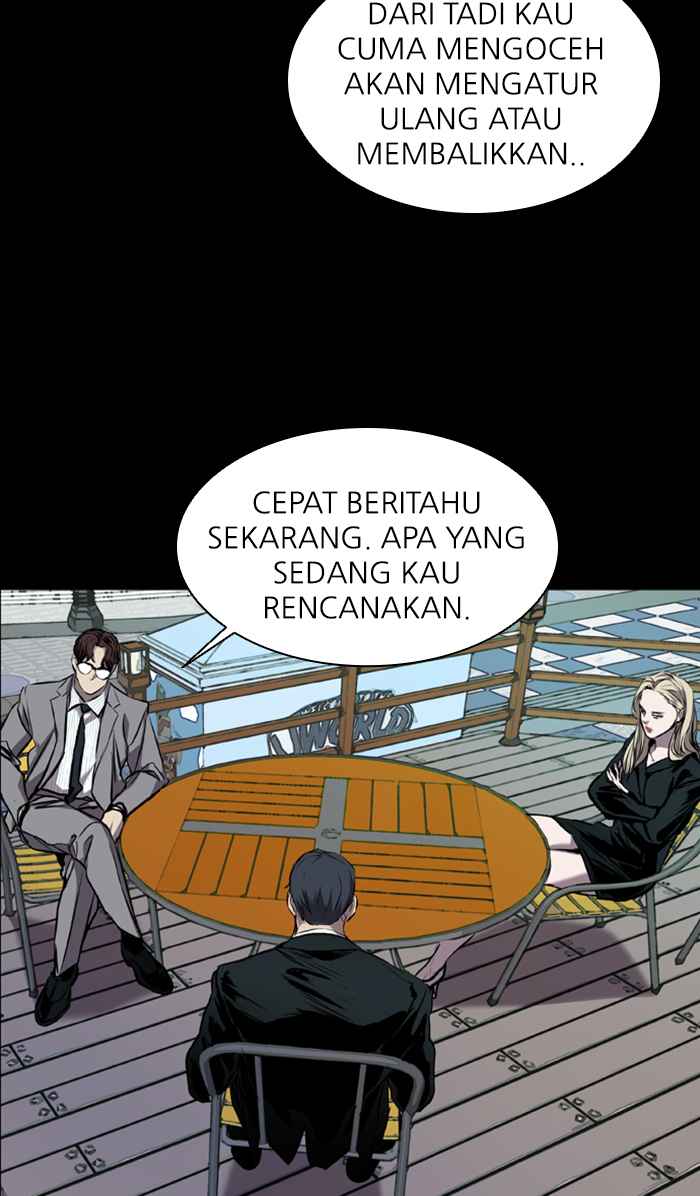 DARI TADI KAU
CUMA MENGOCEH
AKAN MENGATUR
ULANG ATAU
MEMBALIKKAN..
CEPAT BERITAHU
SEKARANG. APA YANG
SEDANG KAU
RENCANAKAN.
WORLD